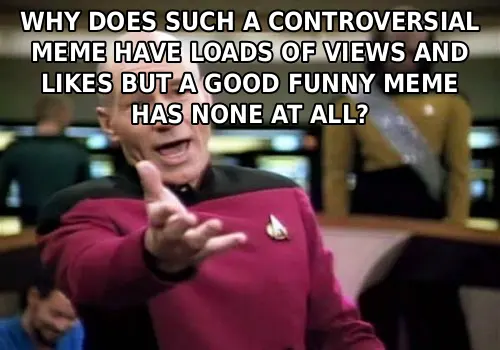 WHY DOES SUCH A CONTROVERSIAL
MEME HAVE LOADS OF VIEWS AND
LIKES BUT A GOOD FUNNY MEME
HAS NONE AT ALL?